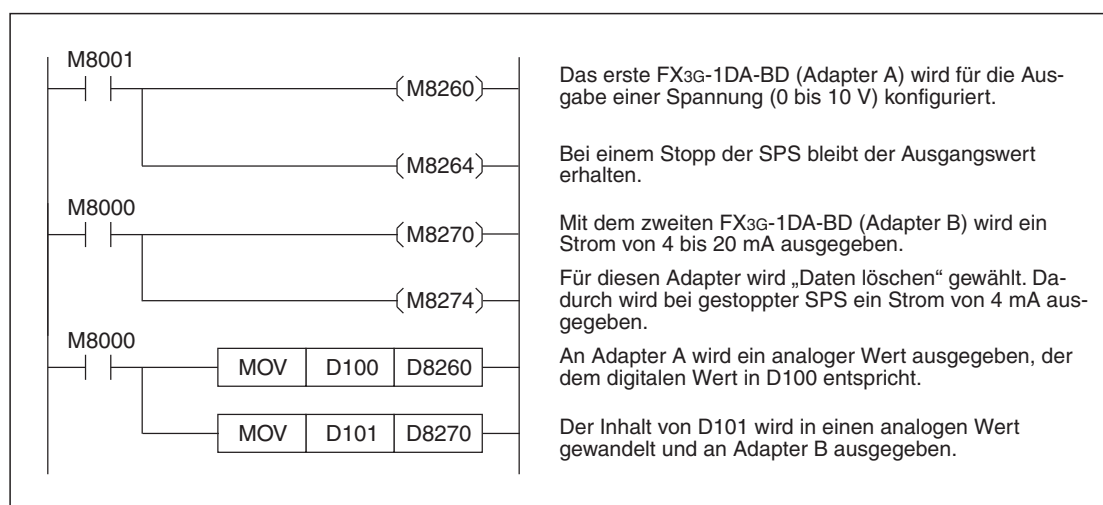 M8001
M8260
Das erste FX3G-1DA-BD (Adapter A) wird für die Aus-
gabe einer Spannung (0 bis 10 V) konfiguriert.
M8264
Bei einem Stopp der SPS bleibt der Ausgangswert
erhalten.
M8000
M8270
Mit dem zweiten FX3G-1DA-BD (Adapter B) wird ein
Strom von 4 bis 20 mA ausgegeben.
M8274
Für diesen Adapter wird „Daten löschen“ gewählt. Da-
durch wird bei gestoppter SPS ein Strom von 4 mA aus-
gegeben.
M8000
MOV D100 D8260
An Adapter A wird ein analoger Wert ausgegeben, der
dem digitalen Wert in D100 entspricht.
MOV D101 D8270
Der Inhalt von D101 wird in einen analogen Wert
gewandelt und an Adapter B ausgegeben.